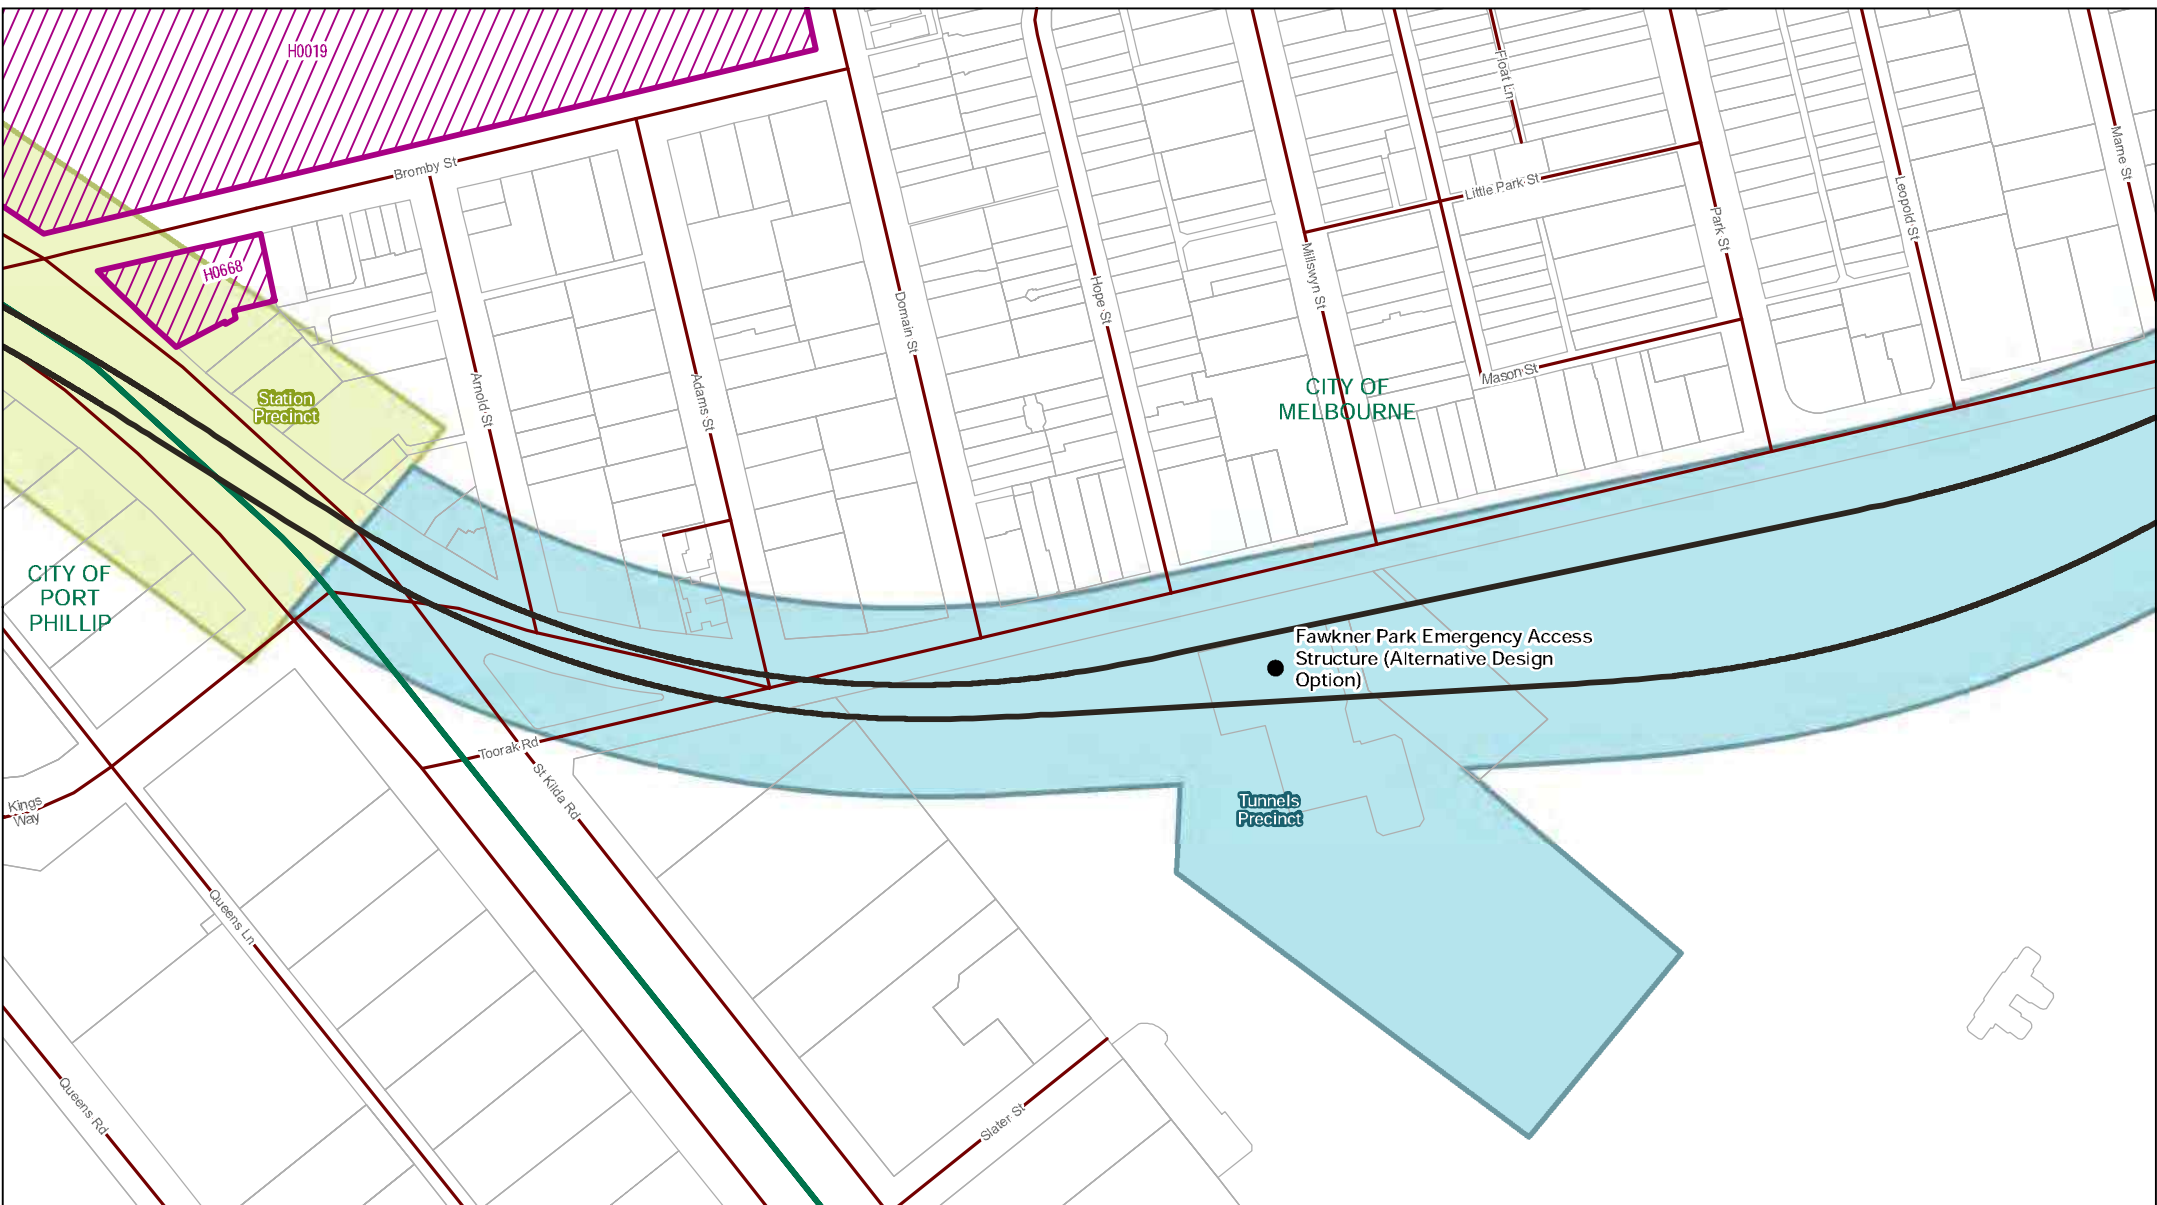 H0019
Float Ln
Marne St
Bromby St
Little Park St
Leopold St
Park St
H0668
Millswyn St
Hope St
Domain St
Station
Precinct
Arnold St
Adams St
Mason St
CITY OF
MELBOURNE
CITY OF
PORT
PHILLIP
Fawkner Park Emergency Access
Structure (Alternative Design
Option)
Toorak Rd
St Kilda Rd
Kings
Way
Tunnels
Precinct
Queens Ln
Queens Rd
Slater St